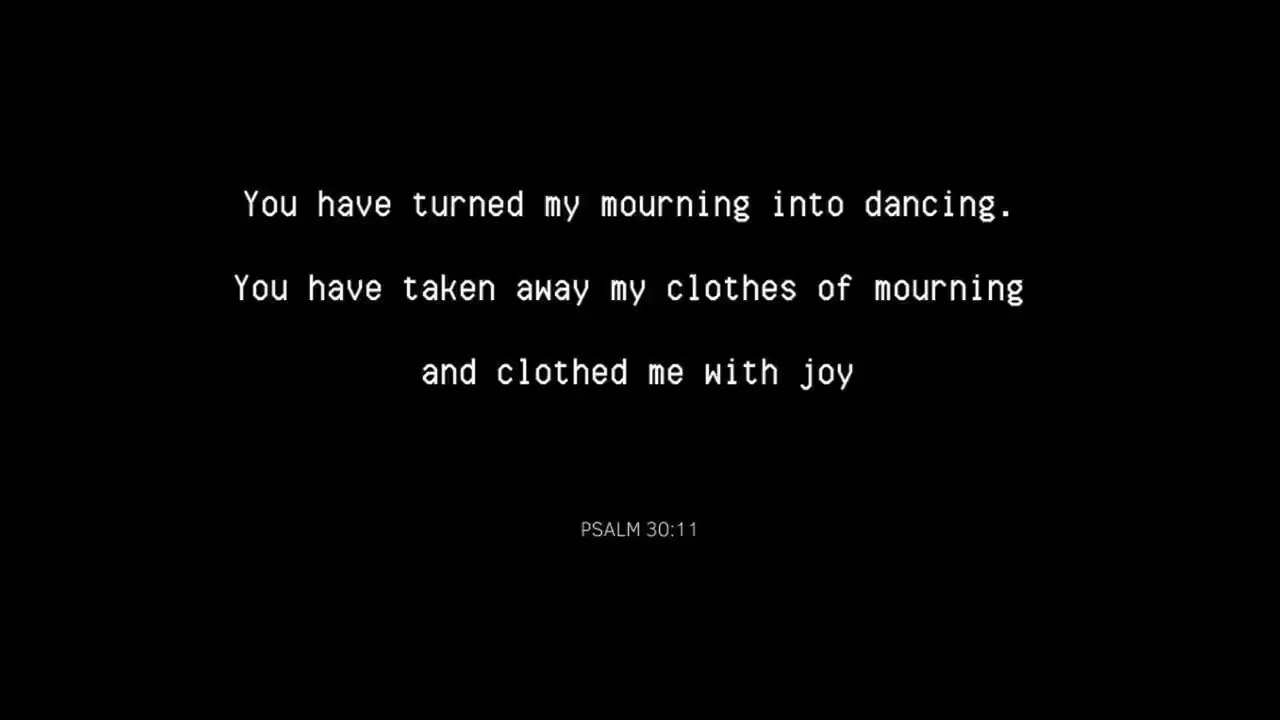 You have turned my mourning into dancing.
You have taken away my clothes of mourning
and clothed me with joy
PSALM 30:11